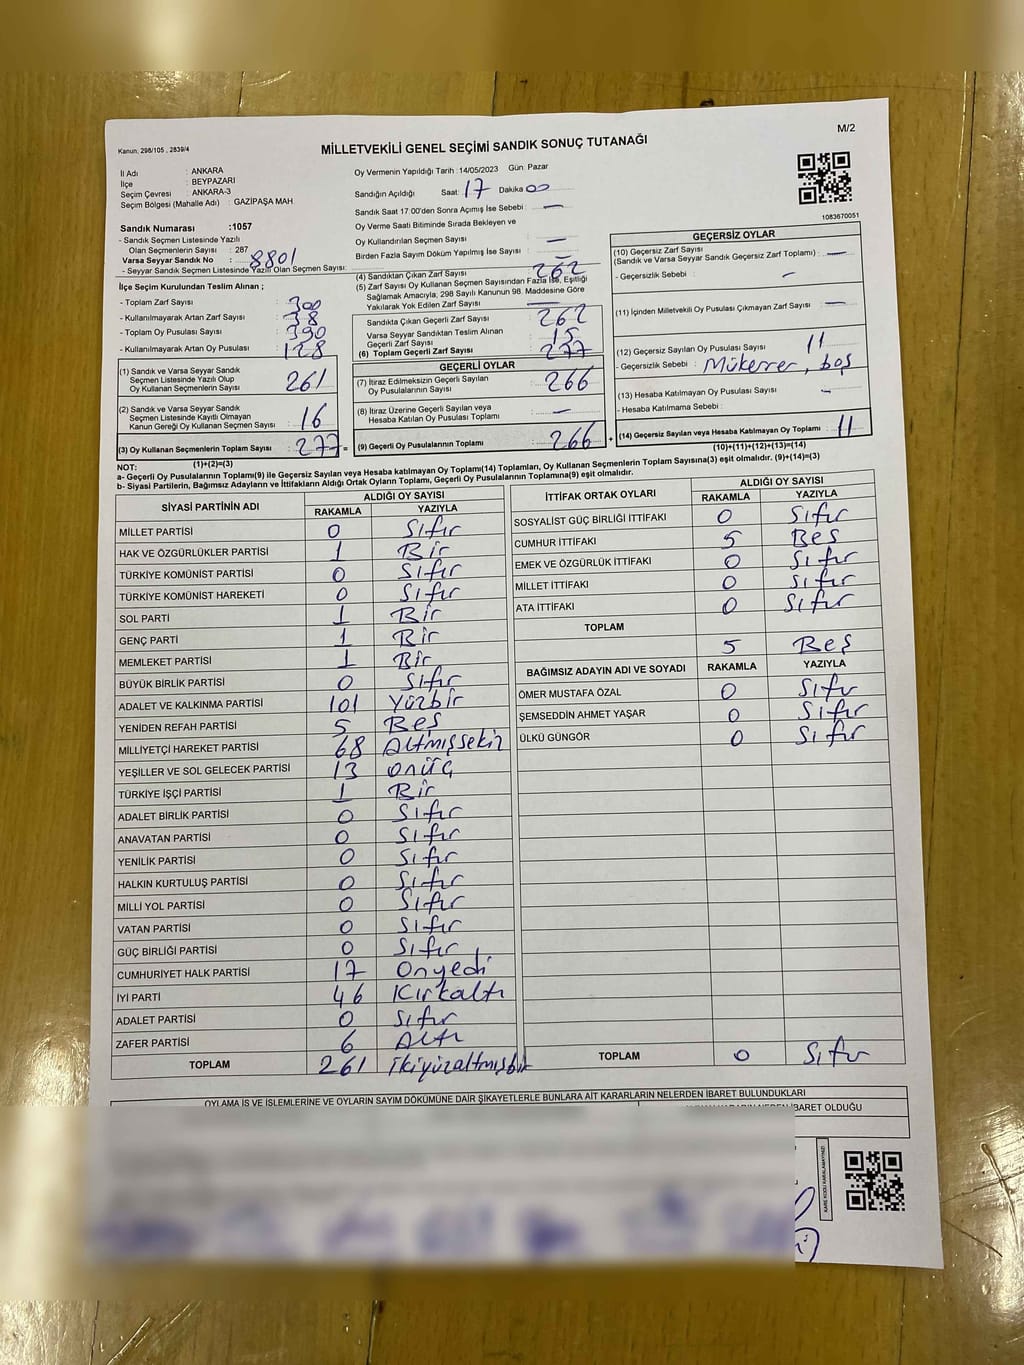 M/2
Kanun: 298/105 , 2839/4
MİLLETVEKİLİ GENEL SEÇİMİ SANDIK SONUÇ TUTANAĞI
İl Adı : ANKARA
İlçe : BEYPAZARI
Seçim Çevresi : ANKARA-3
Seçim Bölgesi (Mahalle Adı) : GAZİPAŞA MAH
Sandık Numarası :1057
- Sandık Seçmen Listesinde Yazılı
Olan Seçmenlerin Sayısı : 287
Varsa Seyyar Sandık No : 8801
- Seyyar Sandık Seçmen Listesinde Yazılı Olan Seçmen Sayısı:
Oy Vermenin Yapıldığı Tarih :14/05/2023 Gün: Pazar
Sandığın Açıldığı Saat: 17 Dakika 00
Sandık Saat 17.00'den Sonra Açımış İse Sebebi : —
Oy Verme Saati Bitiminde Sırada Bekleyen ve
Oy Kullandırılan Seçmen Sayısı —
Birden Fazla Sayım Döküm Yapılmış İse Sayısı : —
1083670051
İlçe Seçim Kurulundan Teslim Alınan ;
- Toplam Zarf Sayısı : 300
- Kullanılmayarak Artan Zarf Sayısı : 38
- Toplam Oy Pusulası Sayısı : 390
- Kullanılmayarak Artan Oy Pusulası : 128
(1) Sandık ve Varsa Seyyar Sandık
Seçmen Listesinde Yazılı Olup
Oy Kullanan Seçmenlerin Sayısı 261
(2) Sandık ve Varsa Seyyar Sandık
Seçmen Listesinde Kayıtlı Olmayan
Kanun Gereği Oy Kullanan Seçmen Sayısı : 16
(3) Oy Kullanan Seçmenlerin Toplam Sayısı : 277
(1)+(2)=(3)
(4) Sandıktan Çıkan Zarf Sayısı 262
(5) Zarf Sayısı Oy Kullanan Seçmen Sayısından Fazla İse, Eşitliği
Sağlamak Amacıyla, 298 Sayılı Kanunun 98. Maddesine Göre
Yakılarak Yok Edilen Zarf Sayısı —
Sandıkta Çıkan Geçerli Zarf Sayısı : 262
Varsa Seyyar Sandıktan Teslim Alınan
Geçerli Zarf Sayısı : 15
(6) Toplam Geçerli Zarf Sayısı : 277
GEÇERLİ OYLAR
(7) İtiraz Edilmeksizin Geçerli Sayılan
Oy Pusulası Sayısı : 266
(8) İtiraz Üzerine Geçerli Sayılan veya
Hesaba Katılan Oy Pusulası Toplamı : —
(9) Geçerli Oy Pusulalarının Toplamı : 266
GEÇERSİZ OYLAR
(10) Geçersiz Zarf Sayısı
(Sandık ve Varsa Seyyar Sandık Geçersiz Zarf Toplamı) : —
- Geçersizlik Sebebi : —
(11) İçinden Milletvekili Oy Pusulası Çıkmayan Zarf Sayısı : —
(12) Geçersiz Sayılan Oy Pusulası Sayısı : 11
- Geçersizlik Sebebi : Mükerrer, boş
(13) Hesaba Katılmayan Oy Pusulası Sayısı : —
- Hesaba Katılmama Sebebi :
(14) Geçersiz Sayılan veya Hesaba Katılmayan Oy Toplamı : 11
(10)+(11)+(12)+(13)=(14)
NOT:
a- Geçerli Oy Pusulalarının Toplamı(9) ile Geçersiz Sayılan veya Hesaba katılmayan Oy Toplamı(14) Toplamları, Oy Kullanan Seçmenlerin Toplam Sayısına(3) eşit olmalıdır. (9)+(14)=(3)
b- Siyasi Partilerin, Bağımsız Adayların ve İttifakların Aldığı Ortak Oyların Toplamı, Geçerli Oy Pusulalarının Toplamına(9) eşit olmalıdır.
SİYASİ PARTİNİN ADI ALDIĞI OY SAYISI
RAKAMLA YAZIYLA
MİLLET PARTİSİ 0 Sıfır
HAK VE ÖZGÜRLÜKLER PARTİSİ 1 Bir
TÜRKİYE KOMÜNİST PARTİSİ 0 Sıfır
TÜRKİYE KOMÜNİST HAREKETİ 0 Sıfır
SOL PARTİ 1 Bir
GENÇ PARTİ 1 Bir
MEMLEKET PARTİSİ 1 Bir
BÜYÜK BİRLİK PARTİSİ 0 Sıfır
ADALET VE KALKINMA PARTİSİ 101 yüzbir
YENİDEN REFAH PARTİSİ 5 Beş
MİLLİYETÇİ HAREKET PARTİSİ 68 Altmışsekiz
YEŞİLLER VE SOL GELECEK PARTİSİ 13 onüç
TÜRKİYE İŞÇİ PARTİSİ 1 Bir
ADALET BİRLİK PARTİSİ 0 Sıfır
ANAVATAN PARTİSİ 0 Sıfır
YENİLİK PARTİSİ 0 Sıfır
HALKIN KURTULUŞ PARTİSİ 0 Sıfır
MİLLİ YOL PARTİSİ 0 Sıfır
VATAN PARTİSİ 0 Sıfır
GÜÇ BİRLİĞİ PARTİSİ 0 Sıfır
CUMHURİYET HALK PARTİSİ 17 Onyedi
İYİ PARTİ 46 Kırkaltı
ADALET PARTİSİ 0 Sıfır
ZAFER PARTİSİ 6 Altı
TOPLAM 261 ikiyüzaltmışbir
İTTİFAK ORTAK OYLARI ALDIĞI OY SAYISI
RAKAMLA YAZIYLA
SOSYALİST GÜÇ BİRLİĞİ İTTİFAKI 0 Sıfır
CUMHUR İTTİFAKI 5 Beş
EMEK VE ÖZGÜRLÜK İTTİFAKI 0 Sıfır
MİLLET İTTİFAKI 0 Sıfır
ATA İTTİFAKI 0 Sıfır
TOPLAM 5 Beş
BAĞIMSIZ ADAYIN ADI VE SOYADI RAKAMLA YAZIYLA
ÖMER MUSTAFA ÖZAL 0 Sıfır
ŞEMSEDDİN AHMET YAŞAR 0 Sıfır
ÜLKÜ GÜNGÖR 0 Sıfır
TOPLAM 0 Sıfır
OYLAMA İŞ VE İŞLEMLERİNE VE OYLARIN SAYIM DÖKÜMÜNE DAİR ŞİKAYETLERLE BUNLARA AİT KARARLARIN NELERDEN İBARET BULUNDUKLARI
NEDEN İBARET OLDUĞU